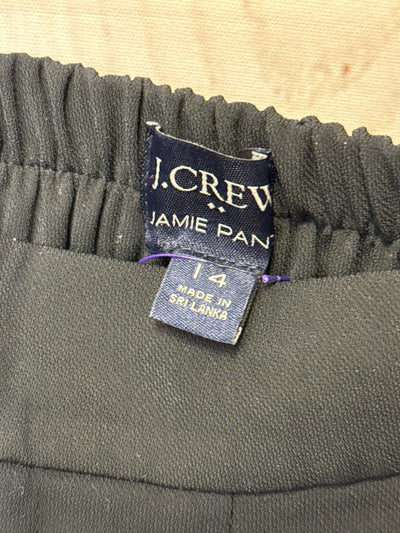 J.CREW
JAMIE PANT
14
MADE IN
SRI LANKA